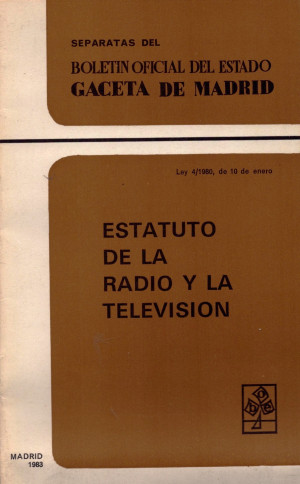 SEPARATAS DEL
BOLETIN OFICIAL DEL ESTADO
GACETA DE MADRID
Ley 4/1980, de 10 de enero
ESTATUTO
DE LA
RADIO Y LA
TELEVISION
B O E
MADRID
1983